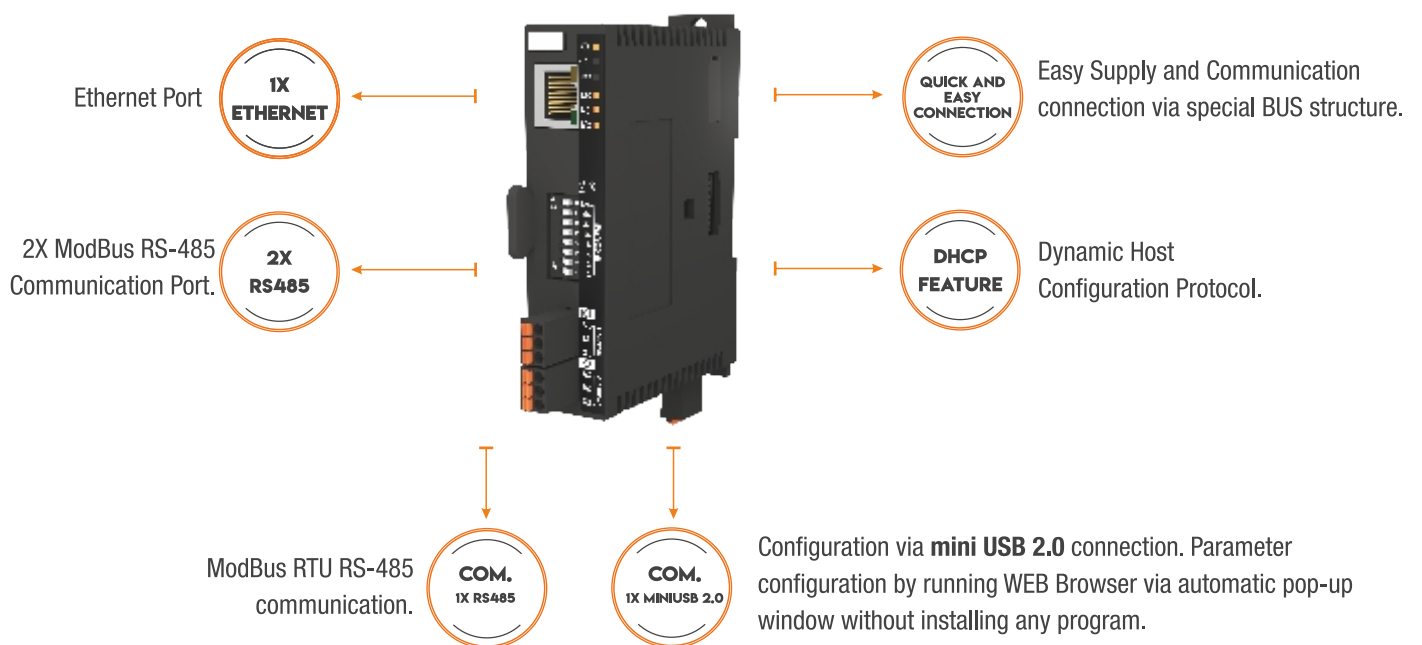 Ethernet Port
1X
ETHERNET
QUICK AND
EASY
CONNECTION
Easy Supply and Communication
connection via special BUS structure.
2X ModBus RS-485
Communication Port.
2X
RS485
DHCP
FEATURE
Dynamic Host
Configuration Protocol.
ModBus RTU RS-485
communication.
COM.
1X RS485
COM.
1X MINIUSB 2.0
Configuration via mini USB 2.0 connection. Parameter
configuration by running WEB Browser via automatic pop-up
window without installing any program.